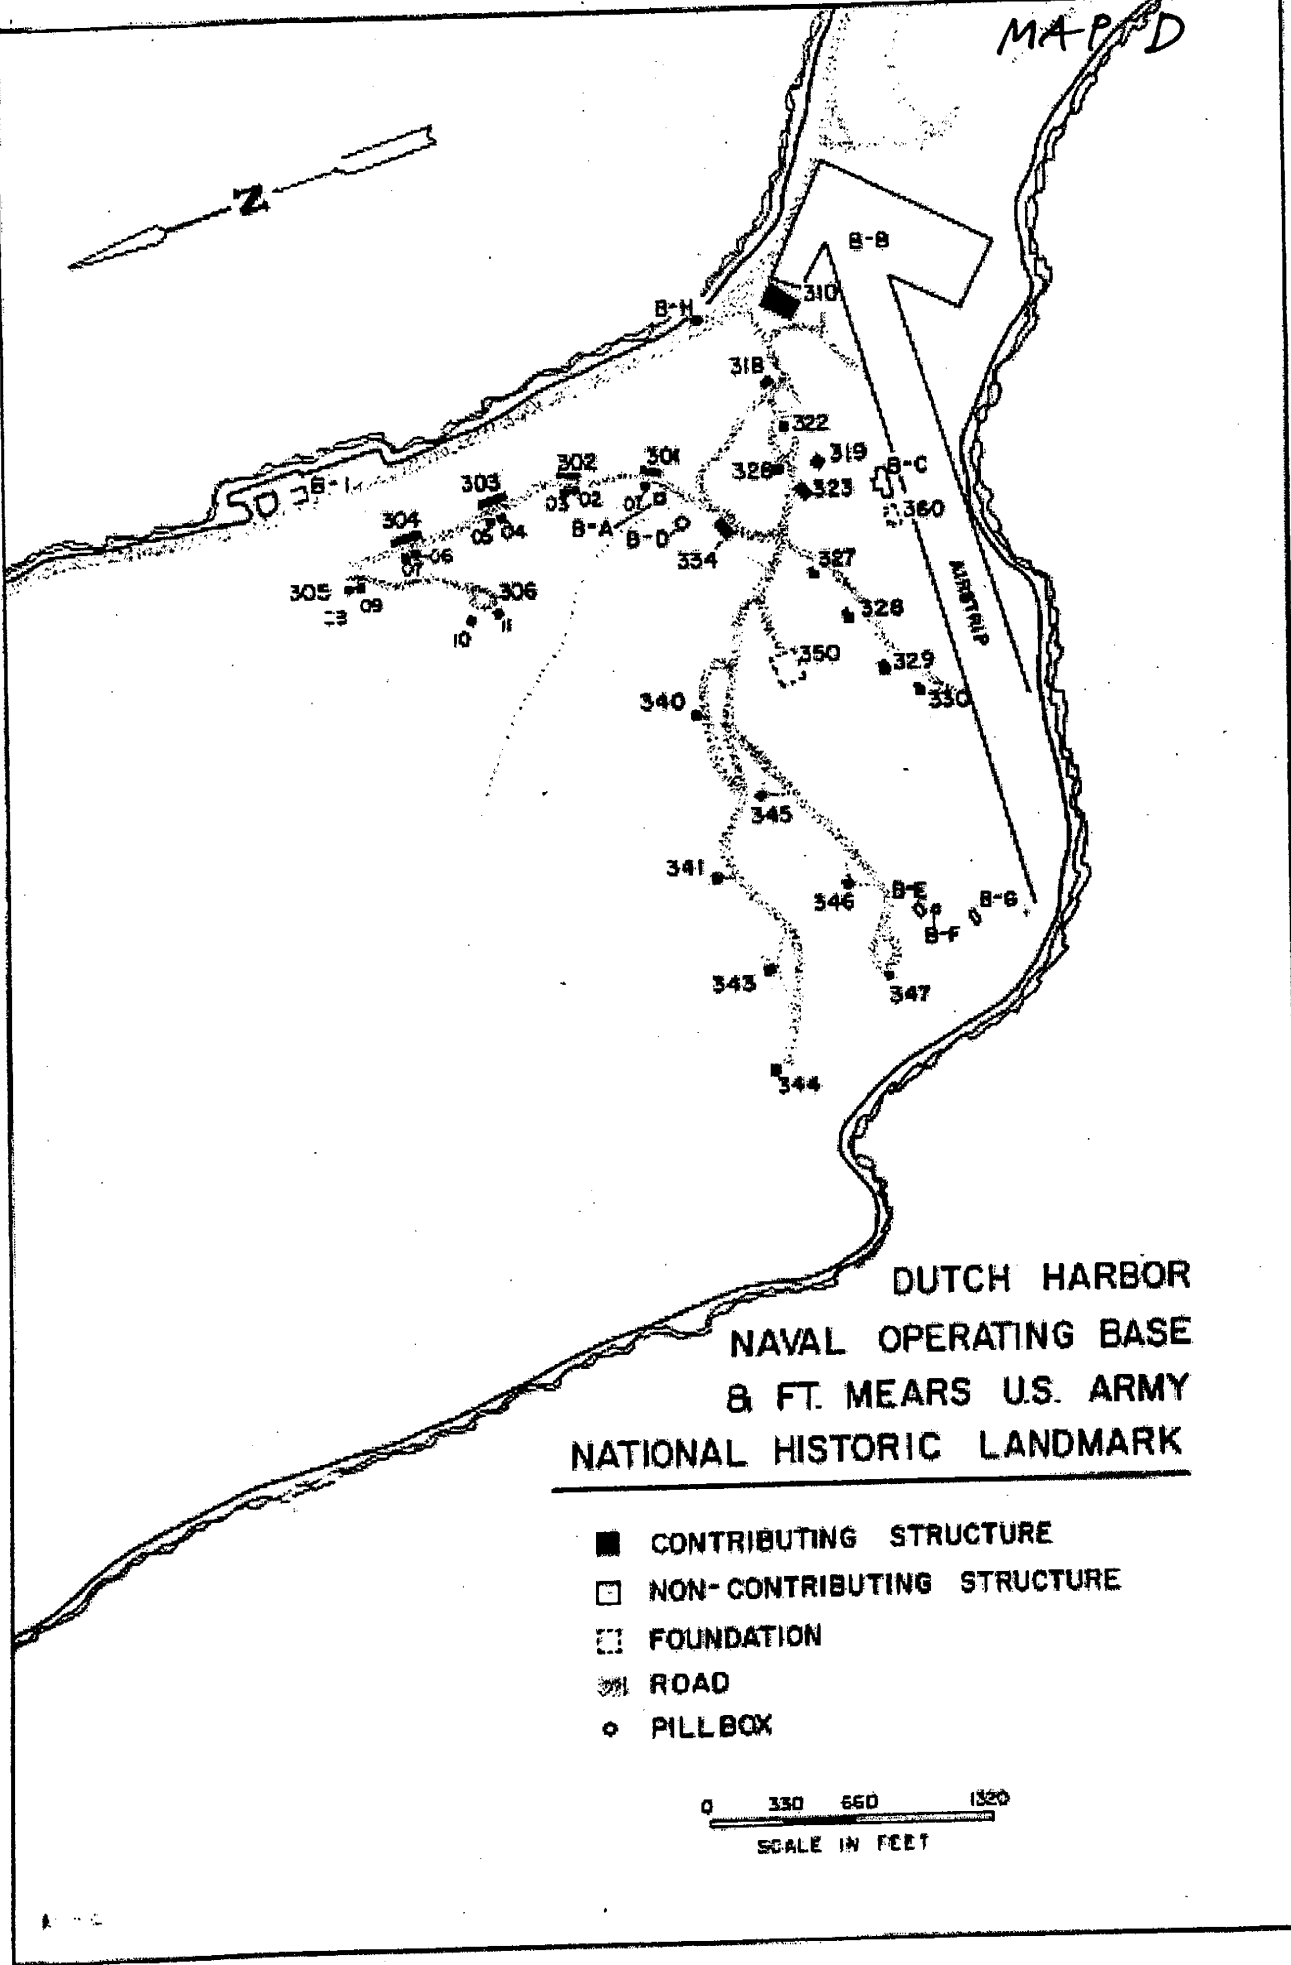 MAP D
N
B-B
310
B-H
318
322
319
301
326
B-C
302
323
303
B-I
03
02
01
360
05
04
B-A
B-D
304
334
06
07
327
AIRSTRIP
305
09
306
328
10
11
350
329
340
330
345
341
346
B-E
B-G
B-F
343
347
344
DUTCH HARBOR
NAVAL OPERATING BASE
& FT. MEARS U.S. ARMY
NATIONAL HISTORIC LANDMARK
CONTRIBUTING STRUCTURE
NON-CONTRIBUTING STRUCTURE
FOUNDATION
ROAD
PILLBOX
0 330 660 1320
SCALE IN FEET